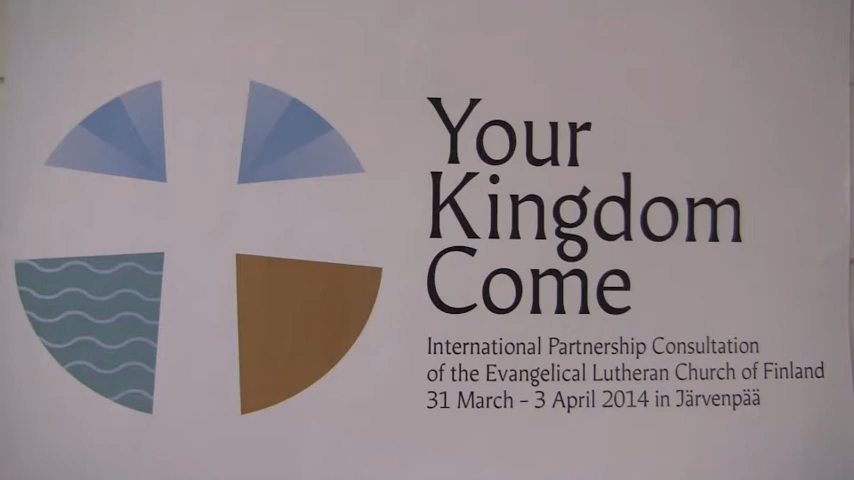 Your
Kingdom
Come
International Partnership Consultation
of the Evangelical Lutheran Church of Finland
31 March – 3 April 2014 in Järvenpää